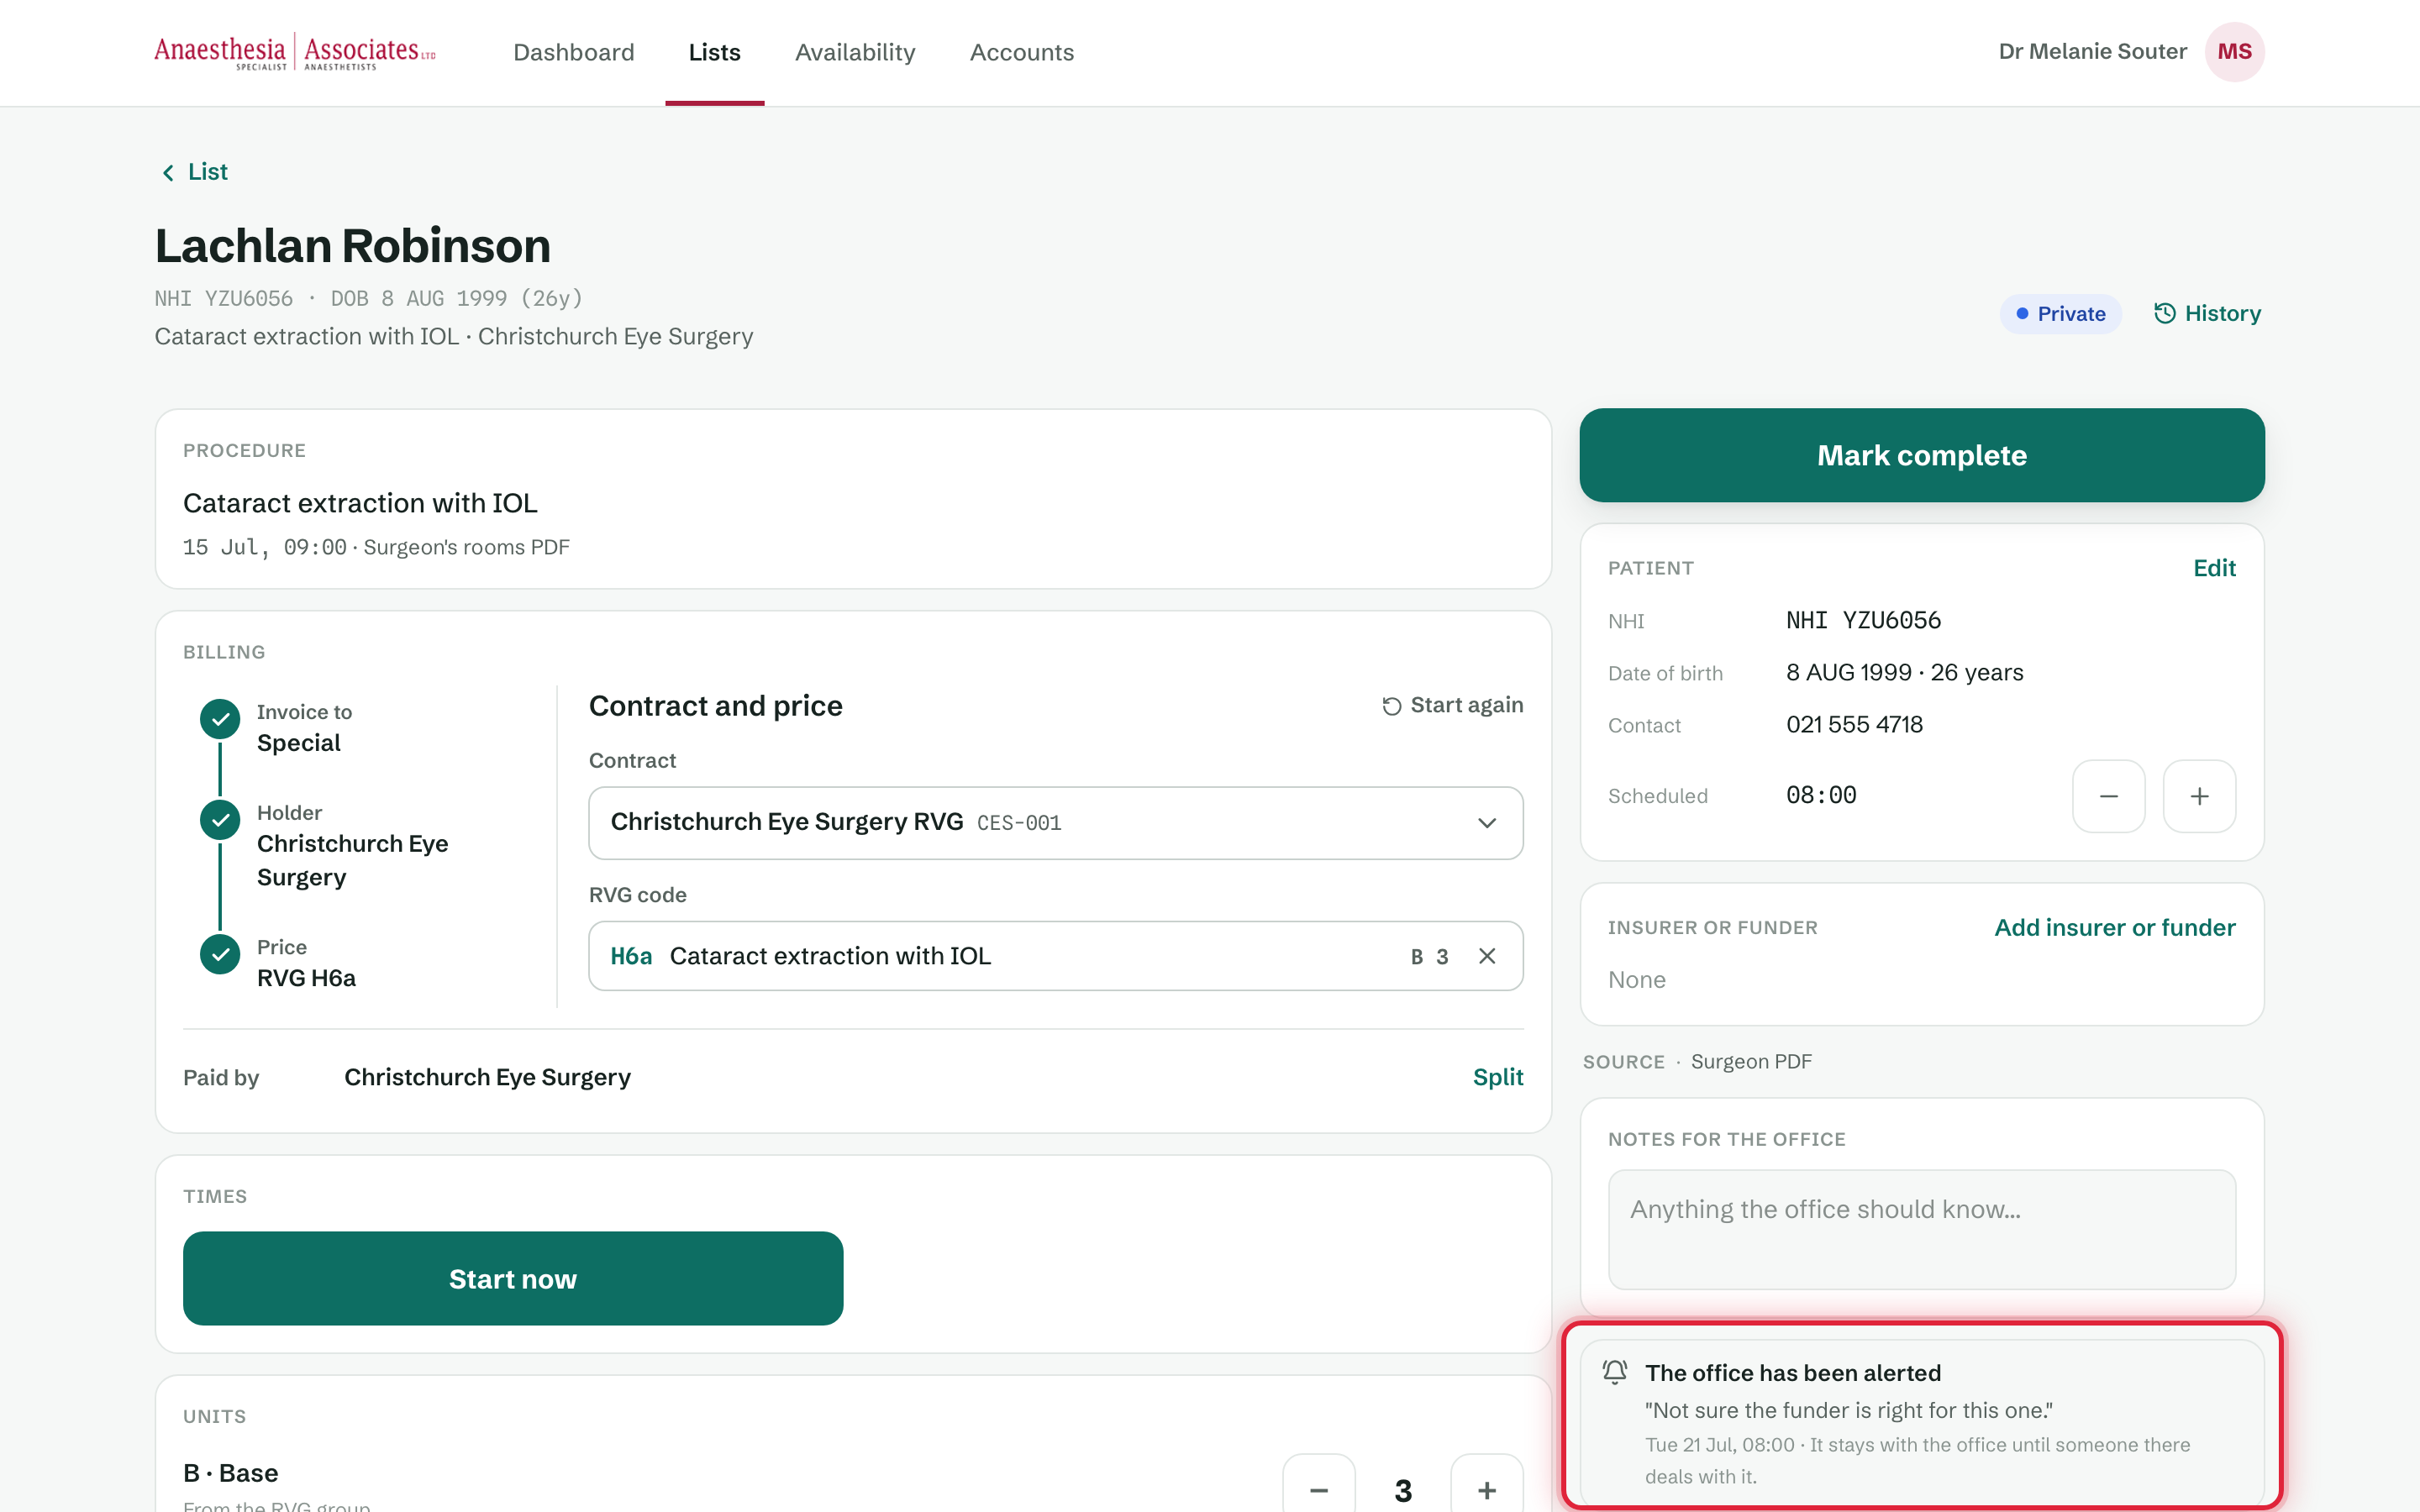 Anaesthesia | Associates LTD
SPECIALIST ANAESTHETISTS
Dashboard
Lists
Availability
Accounts
Dr Melanie Souter
MS
List
Lachlan Robinson
NHI YZU6056 · DOB 8 AUG 1999 (26y)
Cataract extraction with IOL · Christchurch Eye Surgery
Private
History
PROCEDURE
Cataract extraction with IOL
15 Jul, 09:00 · Surgeon's rooms PDF
BILLING
Invoice to
Special
Holder
Christchurch Eye
Surgery
Price
RVG H6a
Contract and price
Start again
Contract
Christchurch Eye Surgery RVG CES-001
RVG code
H6a Cataract extraction with IOL B 3
Paid by
Christchurch Eye Surgery
Split
TIMES
Start now
UNITS
B · Base
From the RVG group
3
Mark complete
PATIENT
Edit
NHI
NHI YZU6056
Date of birth
8 AUG 1999 · 26 years
Contact
021 555 4718
Scheduled
08:00
INSURER OR FUNDER
Add insurer or funder
None
SOURCE · Surgeon PDF
NOTES FOR THE OFFICE
Anything the office should know...
The office has been alerted
"Not sure the funder is right for this one."
Tue 21 Jul, 08:00 · It stays with the office until someone there
deals with it.